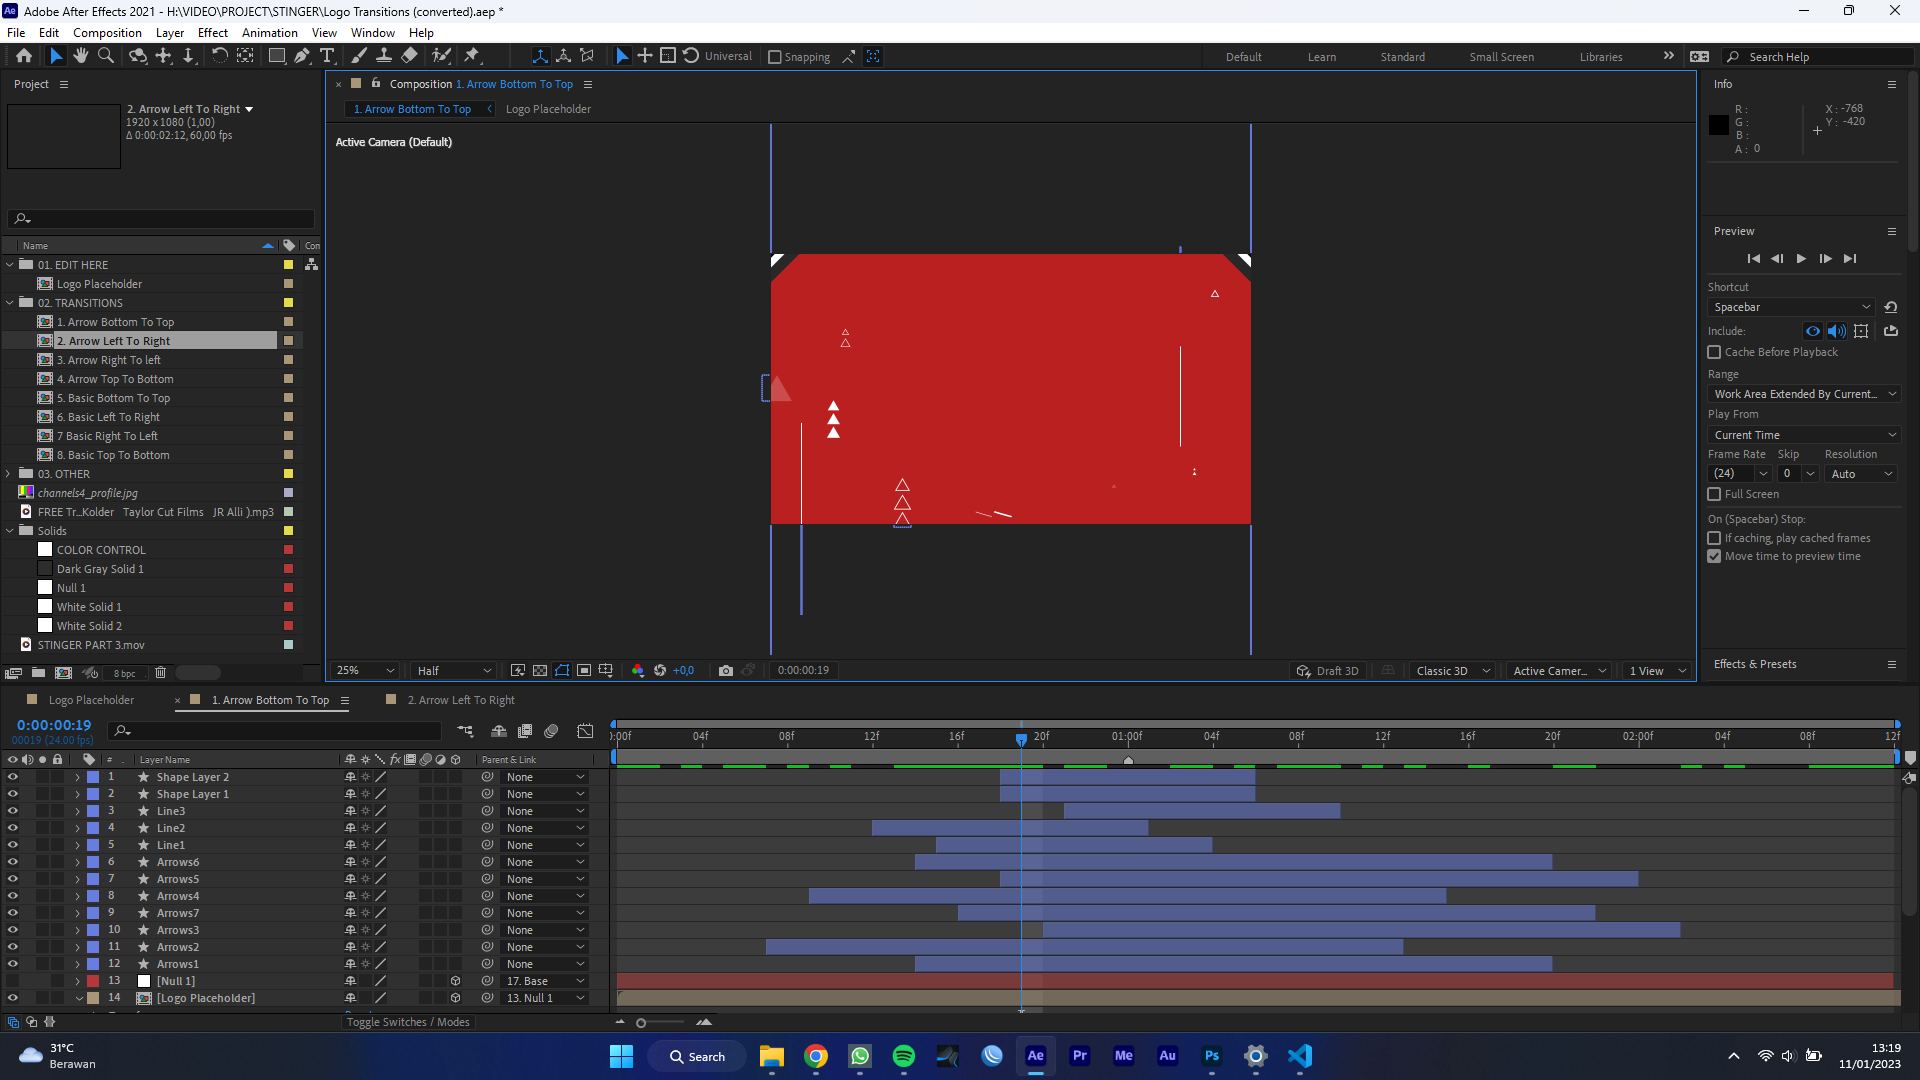 Adobe After Effects 2021 - H:\VIDEO\PROJECT\STINGER\Logo Transitions (converted).aep *
File Edit Composition Layer Effect Animation View Window Help
Universal Snapping Default Learn Standard Small Screen Libraries Search Help
Project
2. Arrow Left To Right
1920 x 1080 (1,00)
Δ 0:00:02:12, 60,00 fps
Name Con
01. EDIT HERE
Logo Placeholder
02. TRANSITIONS
1. Arrow Bottom To Top
2. Arrow Left To Right
3. Arrow Right To left
4. Arrow Top To Bottom
5. Basic Bottom To Top
6. Basic Left To Right
7 Basic Right To Left
8. Basic Top To Bottom
03. OTHER
channels4_profile.jpg
FREE Tr...Kolder Taylor Cut Films JR Alli ).mp3
Solids
COLOR CONTROL
Dark Gray Solid 1
Null 1
White Solid 1
White Solid 2
STINGER PART 3.mov
8 bpc
Composition 1. Arrow Bottom To Top
1. Arrow Bottom To Top Logo Placeholder
Active Camera (Default)
25% Half +0,0 0:00:00:19 Draft 3D Classic 3D Active Camer... 1 View
Info
R :
G :
B :
A : 0
X : -768
Y : -420
Preview
Shortcut
Spacebar
Include:
Cache Before Playback
Range
Work Area Extended By Current...
Play From
Current Time
Frame Rate Skip Resolution
(24) 0 Auto
Full Screen
On (Spacebar) Stop:
If caching, play cached frames
Move time to preview time
Effects & Presets
Logo Placeholder 1. Arrow Bottom To Top 2. Arrow Left To Right
0:00:00:19
00019 (24.00 fps)
):00f 04f 08f 12f 16f 20f 01:00f 04f 08f 12f 16f 20f 02:00f 04f 08f 12f
# Layer Name Parent & Link
1 Shape Layer 2 None
2 Shape Layer 1 None
3 Line3 None
4 Line2 None
5 Line1 None
6 Arrows6 None
7 Arrows5 None
8 Arrows4 None
9 Arrows7 None
10 Arrows3 None
11 Arrows2 None
12 Arrows1 None
13 [Null 1] 17. Base
14 [Logo Placeholder] 13. Null 1
Toggle Switches / Modes
31°C
Berawan
Search
Ae Pr Me Au Ps
13:19
11/01/2023